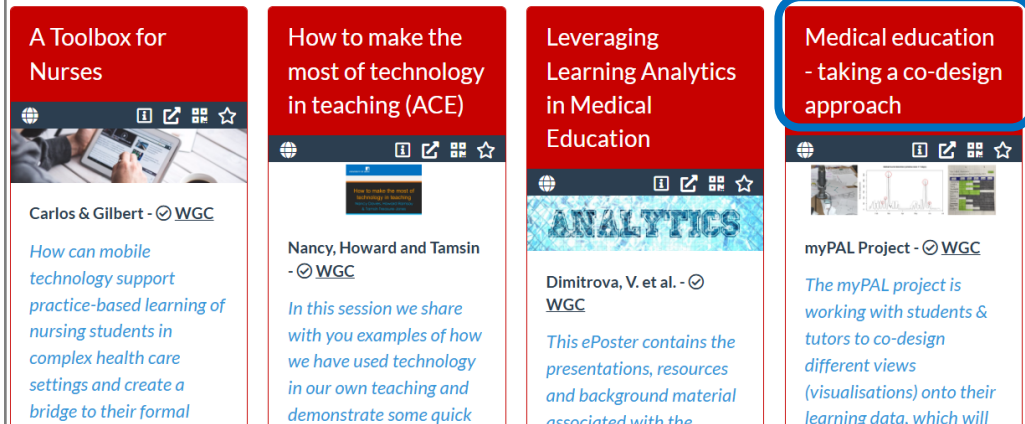 A Toolbox for
Nurses
Carlos & Gilbert - WGC
How can mobile
technology support
practice-based learning of
nursing students in
complex health care
settings and create a
bridge to their formal
How to make the
most of technology
in teaching (ACE)
How to make the most of
technology in teaching
Nancy, Howard and Tamsin
- WGC
In this session we share
with you examples of how
we have used technology
in our own teaching and
demonstrate some quick
Leveraging
Learning Analytics
in Medical
Education
ANALYTICS
Dimitrova, V. et al. -
WGC
This ePoster contains the
presentations, resources
and background material
associated with the
Medical education
- taking a co-design
approach
myPAL Project - WGC
The myPAL project is
working with students &
tutors to co-design
different views
(visualisations) onto their
learning data, which will